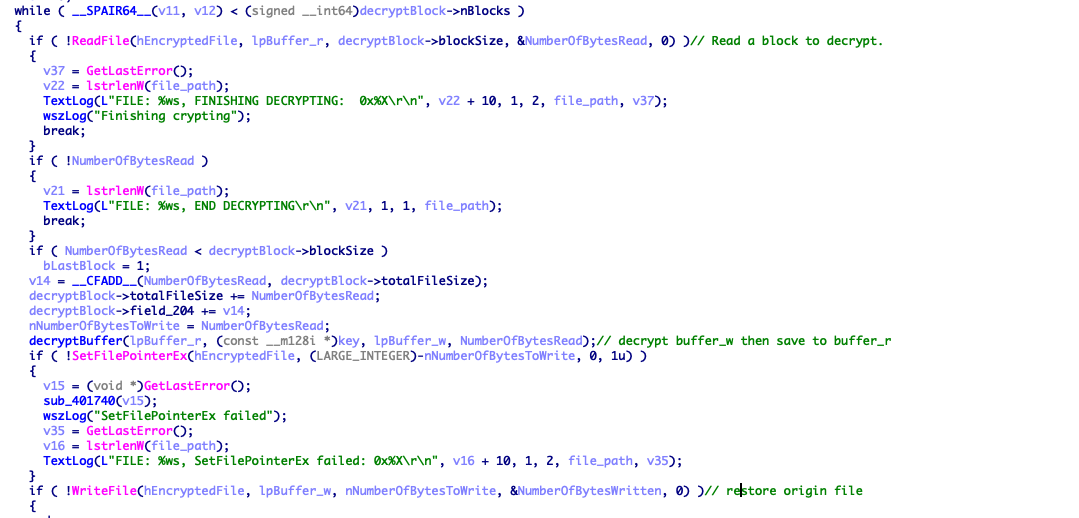 while ( __SPAIR64__(v11, v12) < (signed __int64)decryptBlock->nBlocks )
{
if ( !ReadFile(hEncryptedFile, lpBuffer_r, decryptBlock->blockSize, &NumberOfBytesRead, 0) )// Read a block to decrypt.
{
v37 = GetLastError();
v22 = lstrlenW(file_path);
TextLog(L"FILE: %ws, FINISHING DECRYPTING:  0x%X\r\n", v22 + 10, 1, 2, file_path, v37);
wszLog("Finishing crypting");
break;
}
if ( !NumberOfBytesRead )
{
v21 = lstrlenW(file_path);
TextLog(L"FILE: %ws, END DECRYPTING\r\n", v21, 1, 1, file_path);
break;
}
if ( NumberOfBytesRead < decryptBlock->blockSize )
bLastBlock = 1;
v14 = __CFADD__(NumberOfBytesRead, decryptBlock->totalFileSize);
decryptBlock->totalFileSize += NumberOfBytesRead;
decryptBlock->field_204 += v14;
nNumberOfBytesToWrite = NumberOfBytesRead;
decryptBuffer(lpBuffer_r, (const __m128i *)key, lpBuffer_w, NumberOfBytesRead);// decrypt buffer_w then save to buffer_r
if ( !SetFilePointerEx(hEncryptedFile, (LARGE_INTEGER)-nNumberOfBytesToWrite, 0, 1u) )
{
v15 = (void *)GetLastError();
sub_401740(v15);
wszLog("SetFilePointerEx failed");
v35 = GetLastError();
v16 = lstrlenW(file_path);
TextLog(L"FILE: %ws, SetFilePointerEx failed: 0x%X\r\n", v16 + 10, 1, 2, file_path, v35);
}
if ( !WriteFile(hEncryptedFile, lpBuffer_w, nNumberOfBytesToWrite, &NumberOfBytesWritten, 0) )// restore origin file
{